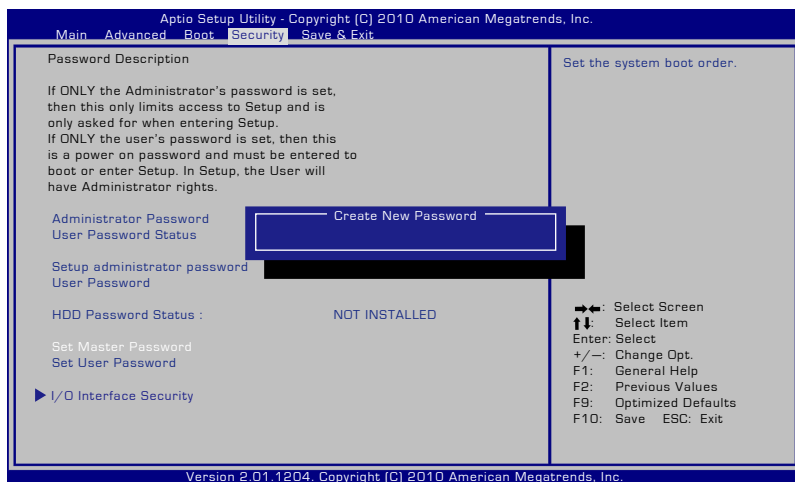 Aptio Setup Utility - Copyright (C) 2010 American Megatrends, Inc.
Main Advanced Boot Security Save & Exit
Password Description
If ONLY the Administrator's password is set,
then this only limits access to Setup and is
only asked for when entering Setup.
If ONLY the user's password is set, then this
is a power on password and must be entered to
boot or enter Setup. In Setup, the User will
have Administrator rights.
Administrator Password
User Password Status
Create New Password
Setup administrator password
User Password
HDD Password Status : NOT INSTALLED
Set Master Password
Set User Password
I/O Interface Security
Set the system boot order.
→←: Select Screen
↑↓: Select Item
Enter: Select
+/—: Change Opt.
F1: General Help
F2: Previous Values
F9: Optimized Defaults
F10: Save ESC: Exit
Version 2.01.1204. Copyright (C) 2010 American Megatrends, Inc.